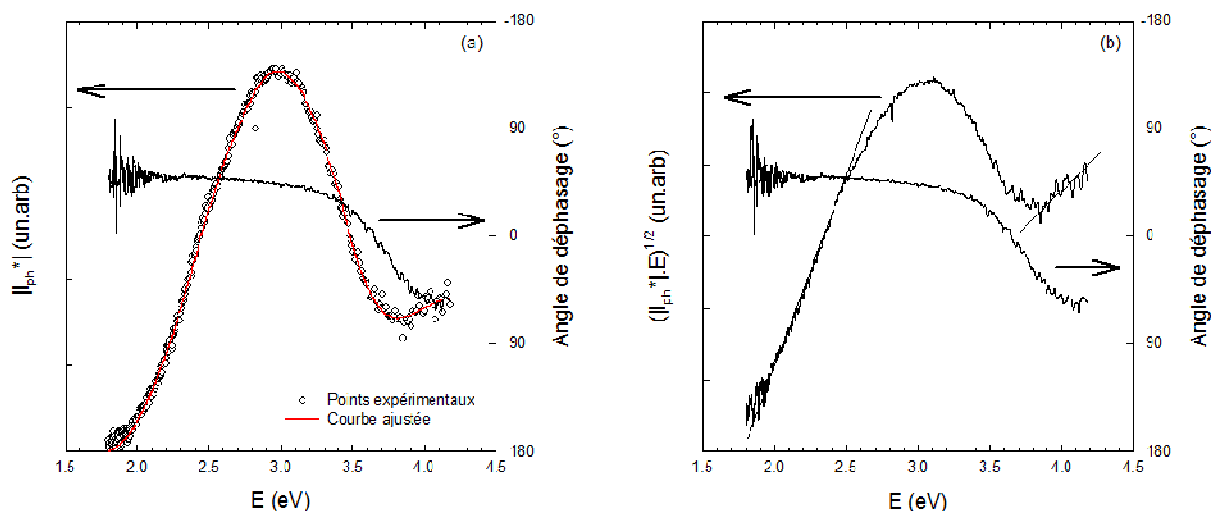 (a)
|Iph*| (un.arb)
-180
90
0
90
180
Angle de déphasage (°)
Points expérimentaux
Courbe ajustée
1.5 2.0 2.5 3.0 3.5 4.0 4.5
E (eV)
(b)
(|Iph*|.E)1/2 (un.arb)
-180
90
0
90
-180
Angle de déphasage (°)
1.5 2.0 2.5 3.0 3.5 4.0 4.5
E (eV)